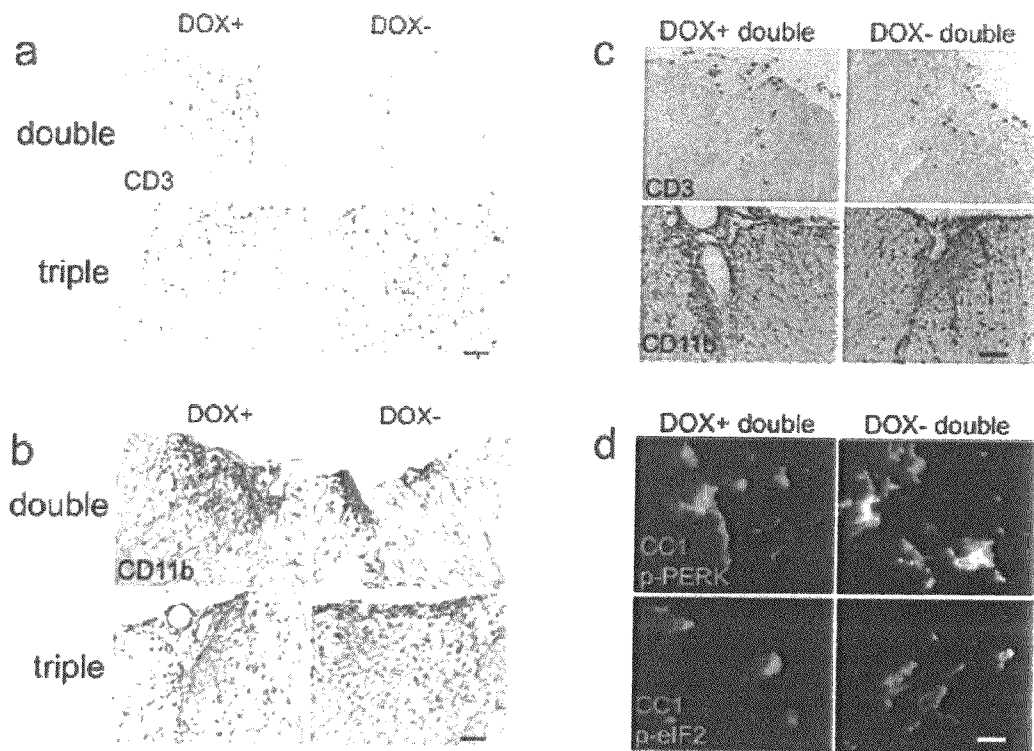 a
DOX+ DOX-
double
CD3
triple
b
DOX+ DOX-
double
CD11b
triple
c
DOX+ double DOX- double
CD3
CD11b
d
DOX+ double DOX- double
CC1
p-PERK
CC1
p-eIF2